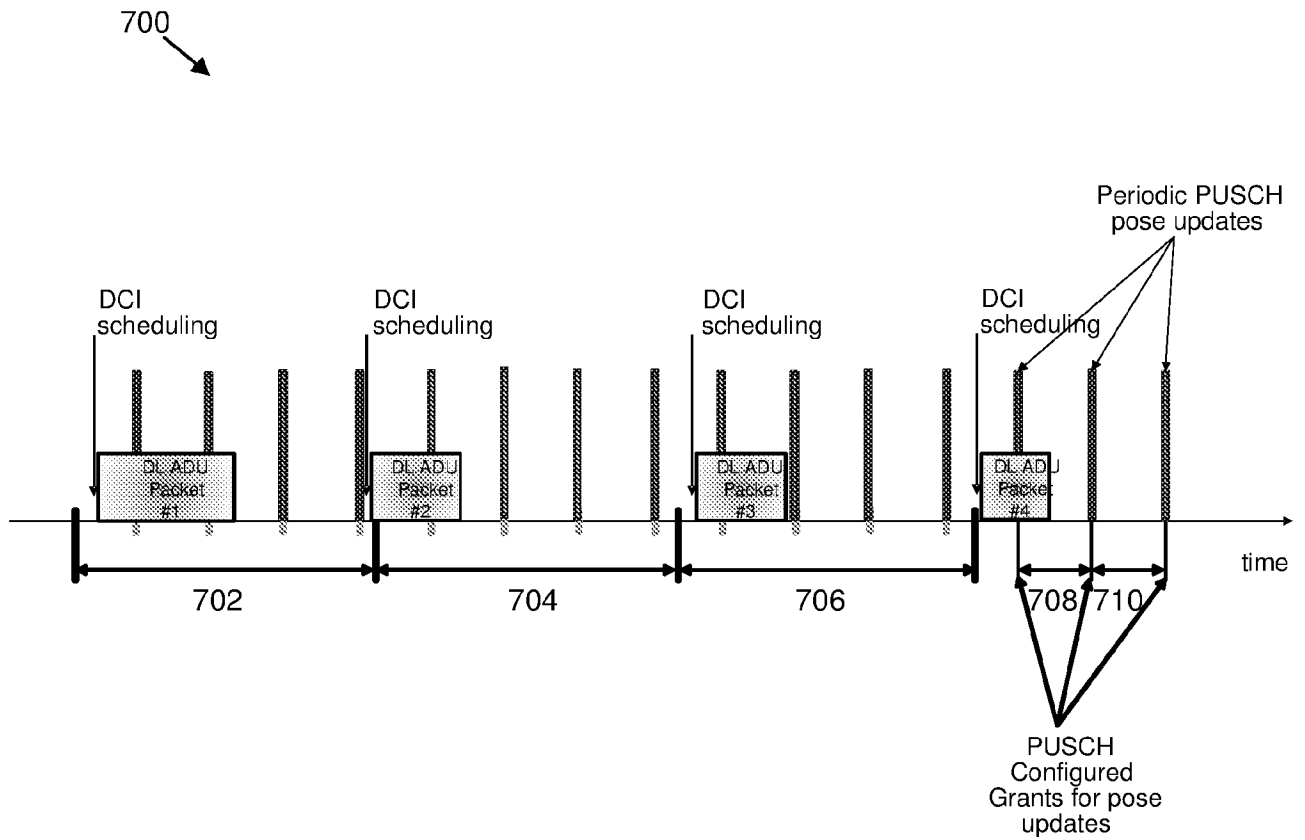 700
Periodic PUSCH
pose updates
DCI
scheduling
DCI
scheduling
DCI
scheduling
DCI
scheduling
DL ADU
Packet
#1
DL ADU
Packet
#2
DL ADU
Packet
#3
DL ADU
Packet
#4
time
702
704
706
708
710
PUSCH
Configured
Grants for pose
updates